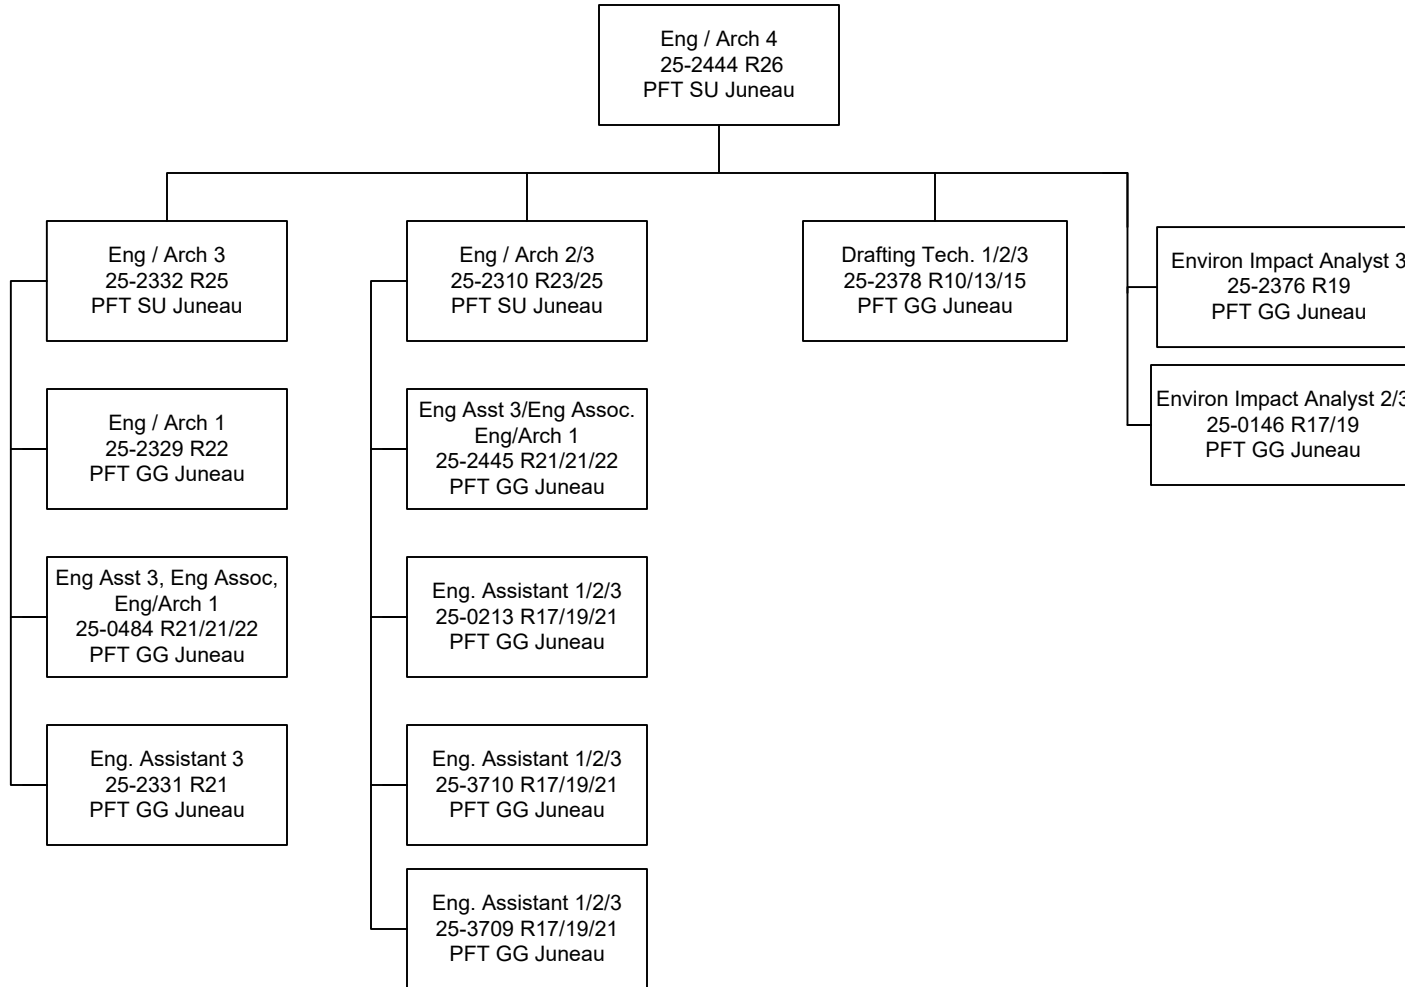 Eng / Arch 4
25-2444 R26
PFT SU Juneau
Eng / Arch 3
25-2332 R25
PFT SU Juneau
Eng / Arch 1
25-2329 R22
PFT GG Juneau
Eng Asst 3, Eng Assoc,
Eng/Arch 1
25-0484 R21/21/22
PFT GG Juneau
Eng. Assistant 3
25-2331 R21
PFT GG Juneau
Eng / Arch 2/3
25-2310 R23/25
PFT SU Juneau
Eng Asst 3/Eng Assoc.
Eng/Arch 1
25-2445 R21/21/22
PFT GG Juneau
Eng. Assistant 1/2/3
25-0213 R17/19/21
PFT GG Juneau
Eng. Assistant 1/2/3
25-3710 R17/19/21
PFT GG Juneau
Eng. Assistant 1/2/3
25-3709 R17/19/21
PFT GG Juneau
Drafting Tech. 1/2/3
25-2378 R10/13/15
PFT GG Juneau
Environ Impact Analyst 3
25-2376 R19
PFT GG Juneau
Environ Impact Analyst 2/3
25-0146 R17/19
PFT GG Juneau